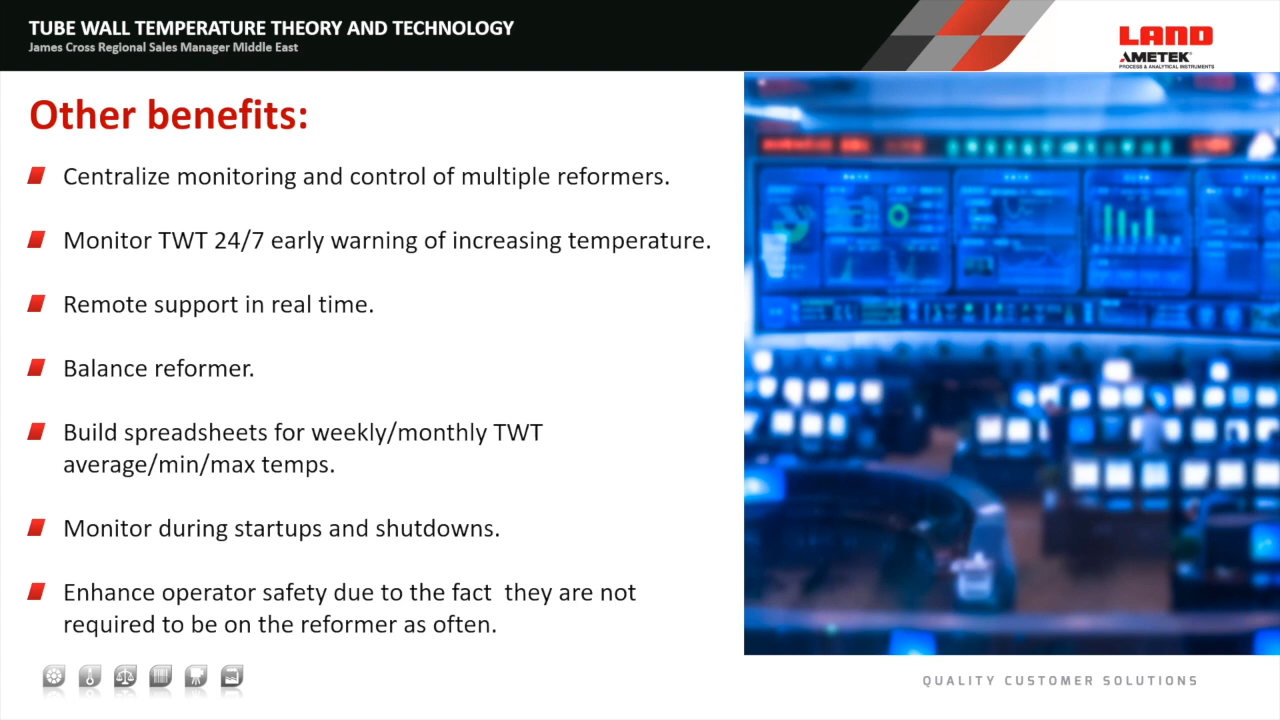 TUBE WALL TEMPERATURE THEORY AND TECHNOLOGY
James Cross Regional Sales Manager Middle East
LAND
AMETEK®
PROCESS & ANALYTICAL INSTRUMENTS
Other benefits:
Centralize monitoring and control of multiple reformers.
Monitor TWT 24/7 early warning of increasing temperature.
Remote support in real time.
Balance reformer.
Build spreadsheets for weekly/monthly TWT
average/min/max temps.
Monitor during startups and shutdowns.
Enhance operator safety due to the fact  they are not
required to be on the reformer as often.
QUALITY CUSTOMER SOLUTIONS